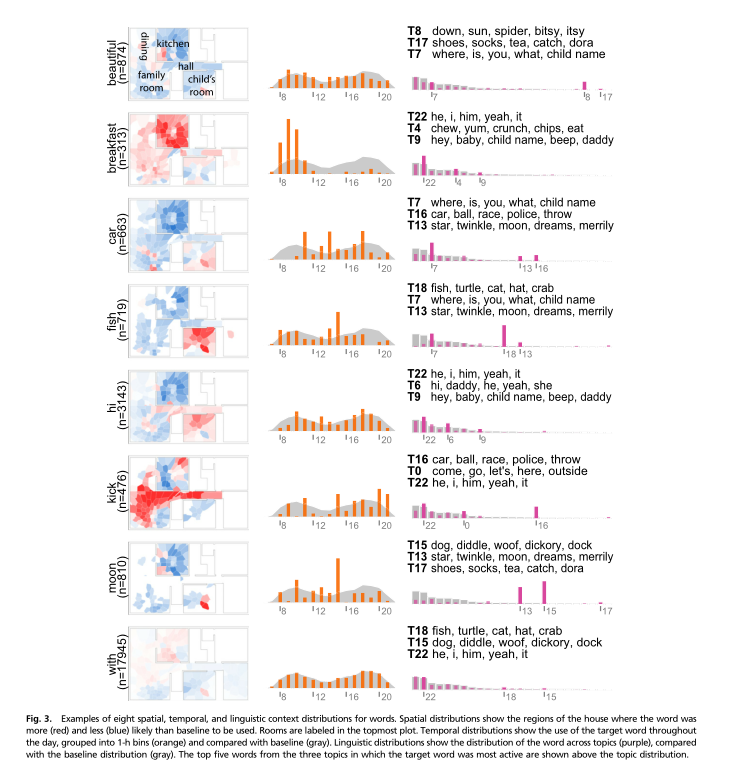 beautiful
(n=874)
dining
kitchen
hall
family
room
child's
room
8 12 16 20
T8 down, sun, spider, bitsy, itsy
T17 shoes, socks, tea, catch, dora
T7 where, is, you, what, child name
7 8 17
breakfast
(n=313)
8 12 16 20
T22 he, i, him, yeah, it
T4 chew, yum, crunch, chips, eat
T9 hey, baby, child name, beep, daddy
22 4 9
car
(n=663)
8 12 16 20
T7 where, is, you, what, child name
T16 car, ball, race, police, throw
T13 star, twinkle, moon, dreams, merrily
7 13 16
fish
(n=719)
8 12 16 20
T18 fish, turtle, cat, hat, crab
T7 where, is, you, what, child name
T13 star, twinkle, moon, dreams, merrily
7 18 13
hi
(n=3143)
8 12 16 20
T22 he, i, him, yeah, it
T6 hi, daddy, he, yeah, she
T9 hey, baby, child name, beep, daddy
22 6 9
kick
(n=476)
8 12 16 20
T16 car, ball, race, police, throw
T0 come, go, let's, here, outside
T22 he, i, him, yeah, it
22 0 16
moon
(n=810)
8 12 16 20
T15 dog, diddle, woof, dickory, dock
T13 star, twinkle, moon, dreams, merrily
T17 shoes, socks, tea, catch, dora
13 15 17
with
(n=17945)
8 12 16 20
T18 fish, turtle, cat, hat, crab
T15 dog, diddle, woof, dickory, dock
T22 he, i, him, yeah, it
22 18 15
Fig. 3. Examples of eight spatial, temporal, and linguistic context distributions for words. Spatial distributions show the regions of the house where the word was
more (red) and less (blue) likely than baseline to be used. Rooms are labeled in the topmost plot. Temporal distributions show the use of the target word throughout
the day, grouped into 1-h bins (orange) and compared with baseline (gray). Linguistic distributions show the distribution of the word across topics (purple), compared
with the baseline distribution (gray). The top five words from the three topics in which the target word was most active are shown above the topic distribution.